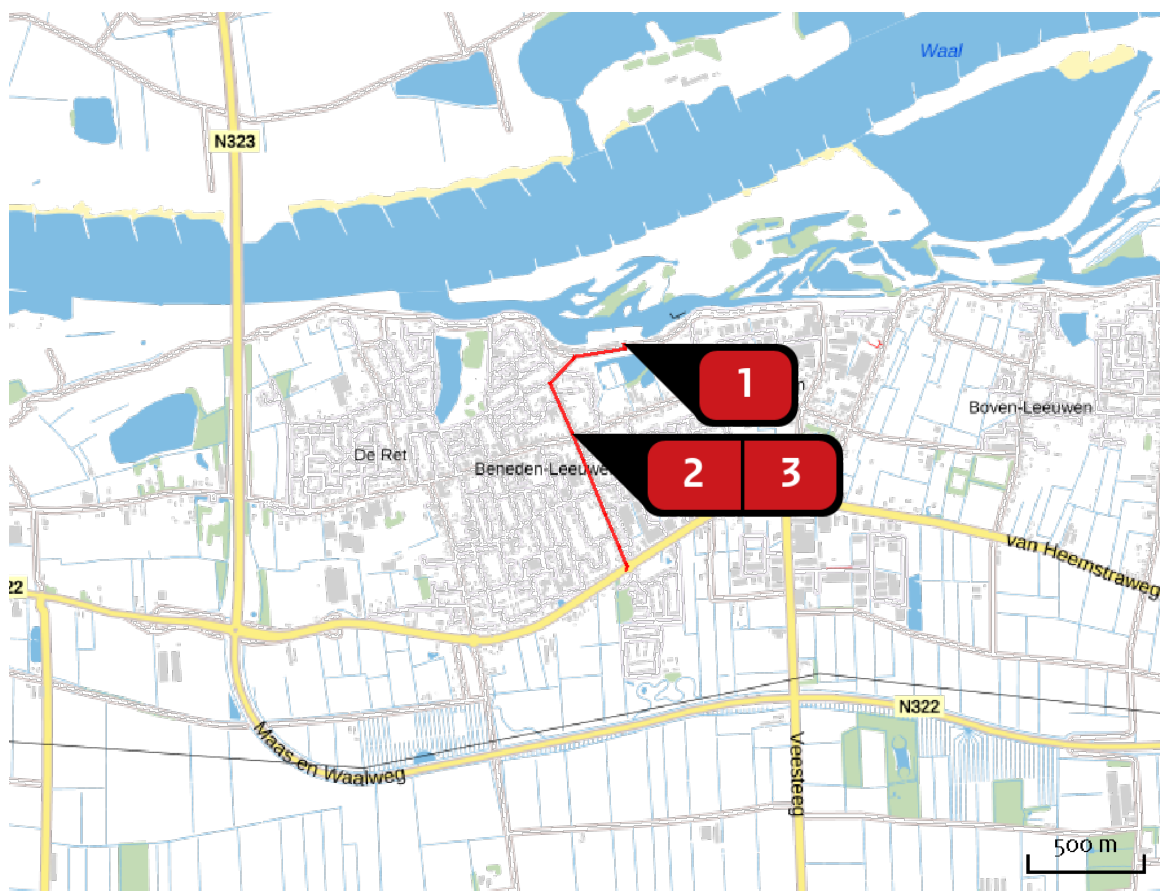 Waal
N323
1
n
Boven-Leeuwen
De Ret
Beneden-Leeuwe
2 3
van Heemstraweg
22
N322
Maas en Waalweg
Veesteeg
500 m